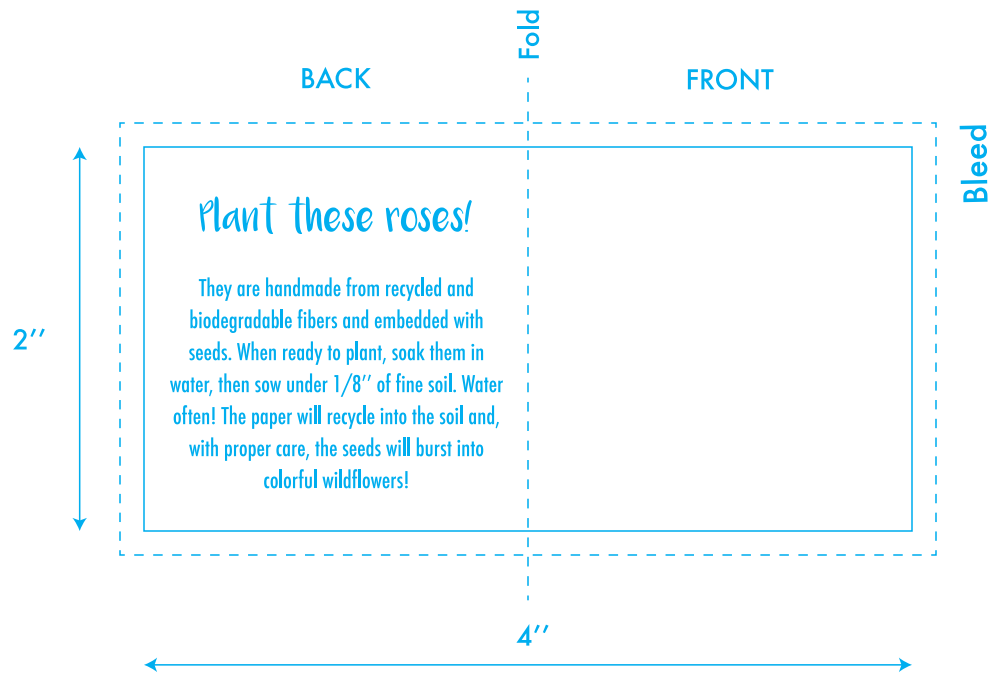 Fold
BACK
FRONT
Bleed
Plant these roses!
They are handmade from recycled and
biodegradable fibers and embedded with
seeds. When ready to plant, soak them in
water, then sow under 1/8’’ of fine soil. Water
often! The paper will recycle into the soil and,
with proper care, the seeds will burst into
colorful wildflowers!
2’’
4’’